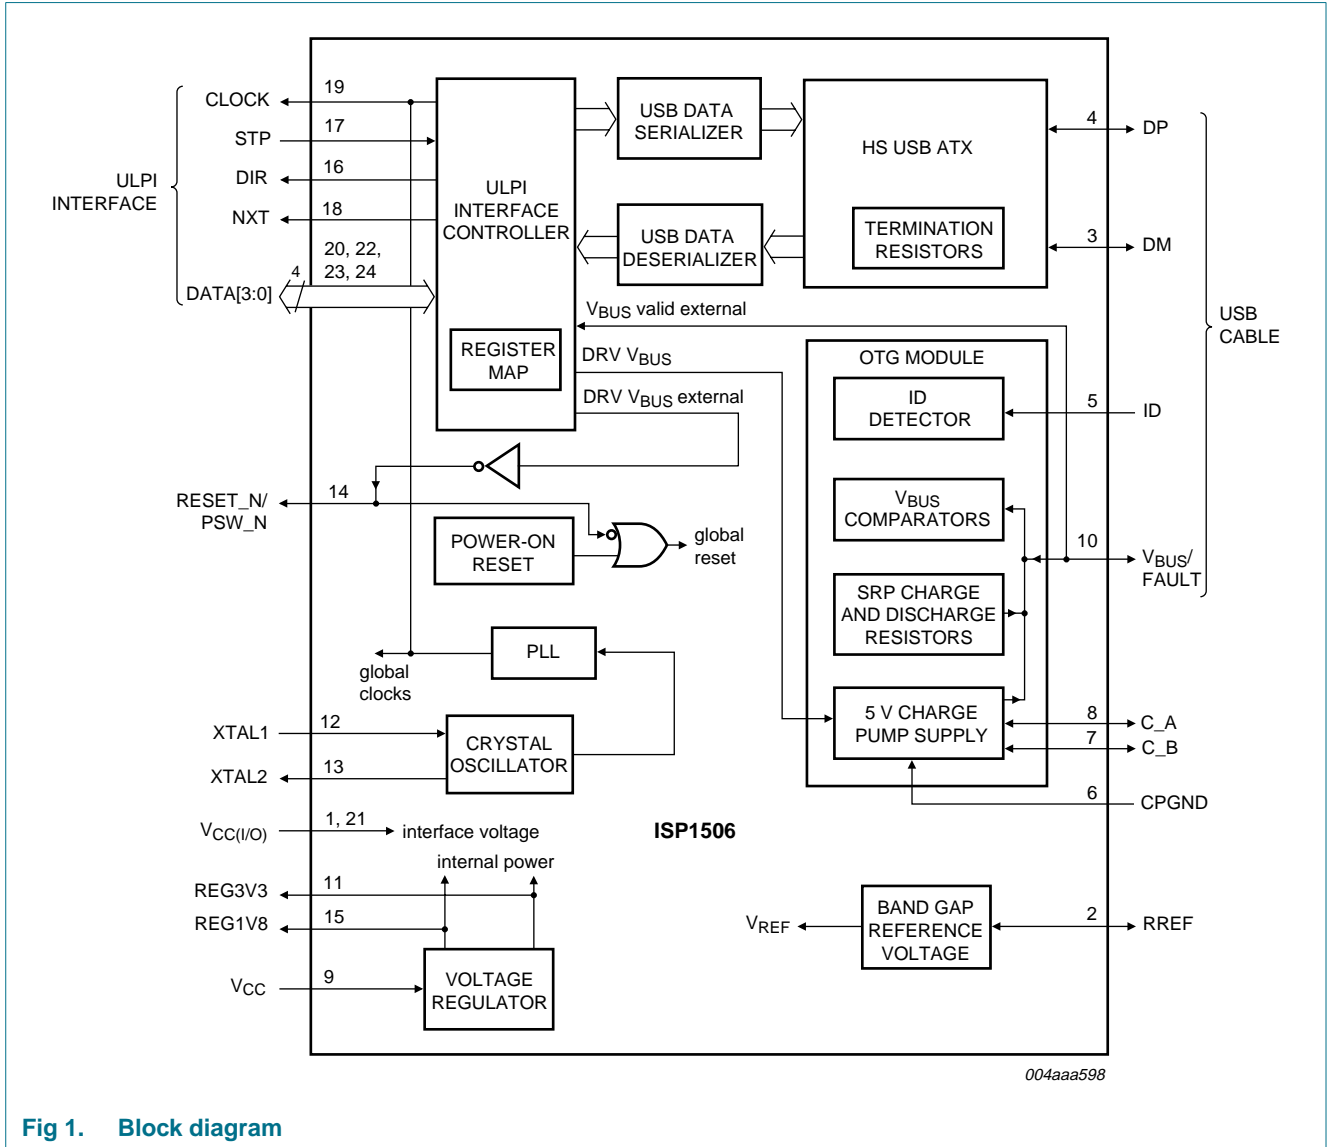 CLOCK
19
STP
17
DIR
16
NXT
18
ULPI
INTERFACE
DATA[3:0]
4
20, 22,
23, 24
ULPI
INTERFACE
CONTROLLER
REGISTER
MAP
USB DATA
SERIALIZER
USB DATA
DESERIALIZER
HS USB ATX
TERMINATION
RESISTORS
4
DP
3
DM
USB
CABLE
VBUS valid external
DRV VBUS
DRV VBUS external
OTG MODULE
ID
DETECTOR
5
ID
VBUS
COMPARATORS
10
VBUS/
FAULT
SRP CHARGE
AND DISCHARGE
RESISTORS
5 V CHARGE
PUMP SUPPLY
8
C_A
7
C_B
6
CPGND
RESET_N/
PSW_N
14
POWER-ON
RESET
global
reset
PLL
global
clocks
XTAL1
12
XTAL2
13
CRYSTAL
OSCILLATOR
VCC(I/O)
1, 21
interface voltage
internal power
REG3V3
11
REG1V8
15
VCC
9
VOLTAGE
REGULATOR
ISP1506
VREF
BAND GAP
REFERENCE
VOLTAGE
2
RREF
004aaa598
Fig 1. Block diagram